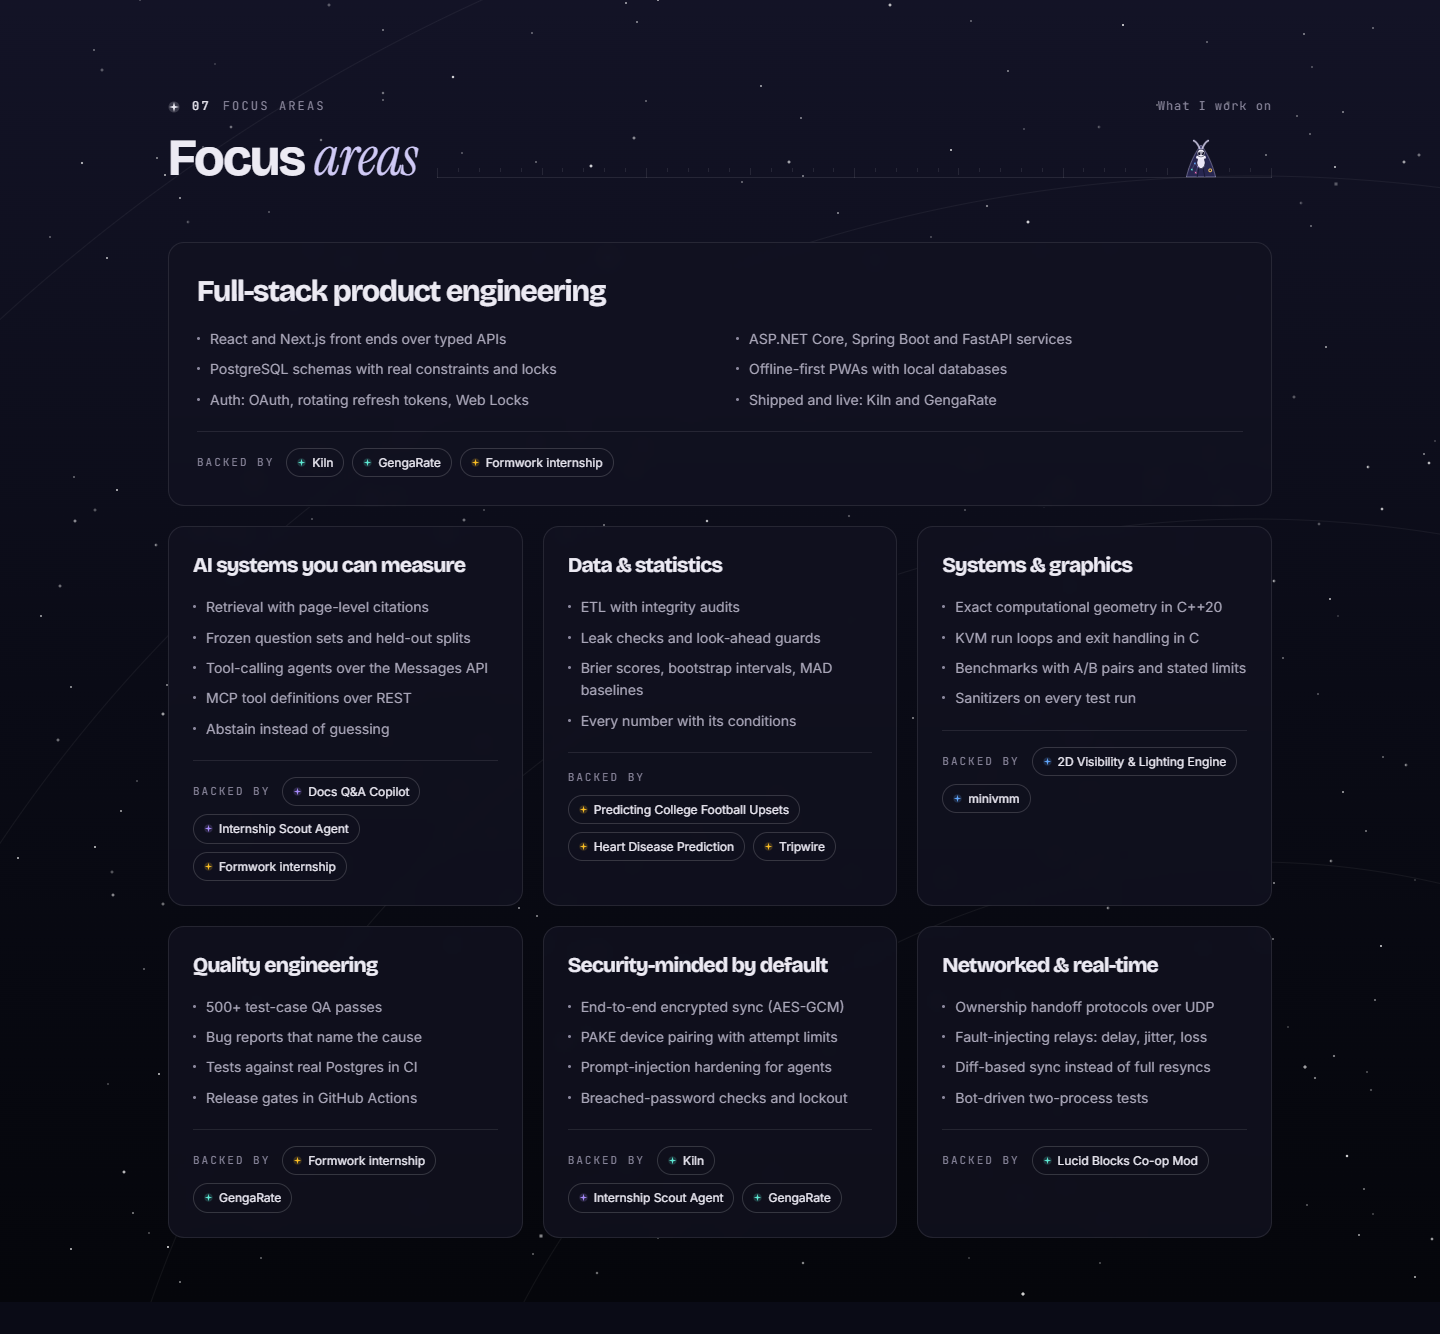 07 FOCUS AREAS
What I work on
Focus areas
Full-stack product engineering
React and Next.js front ends over typed APIs
PostgreSQL schemas with real constraints and locks
Auth: OAuth, rotating refresh tokens, Web Locks
ASP.NET Core, Spring Boot and FastAPI services
Offline-first PWAs with local databases
Shipped and live: Kiln and GengaRate
BACKED BY Kiln GengaRate Formwork internship
AI systems you can measure
Retrieval with page-level citations
Frozen question sets and held-out splits
Tool-calling agents over the Messages API
MCP tool definitions over REST
Abstain instead of guessing
BACKED BY Docs Q&A Copilot
Internship Scout Agent
Formwork internship
Data & statistics
ETL with integrity audits
Leak checks and look-ahead guards
Brier scores, bootstrap intervals, MAD
baselines
Every number with its conditions
BACKED BY
Predicting College Football Upsets
Heart Disease Prediction Tripwire
Systems & graphics
Exact computational geometry in C++20
KVM run loops and exit handling in C
Benchmarks with A/B pairs and stated limits
Sanitizers on every test run
BACKED BY 2D Visibility & Lighting Engine
minivmm
Quality engineering
500+ test-case QA passes
Bug reports that name the cause
Tests against real Postgres in CI
Release gates in GitHub Actions
BACKED BY Formwork internship
GengaRate
Security-minded by default
End-to-end encrypted sync (AES-GCM)
PAKE device pairing with attempt limits
Prompt-injection hardening for agents
Breached-password checks and lockout
BACKED BY Kiln
Internship Scout Agent GengaRate
Networked & real-time
Ownership handoff protocols over UDP
Fault-injecting relays: delay, jitter, loss
Diff-based sync instead of full resyncs
Bot-driven two-process tests
BACKED BY Lucid Blocks Co-op Mod